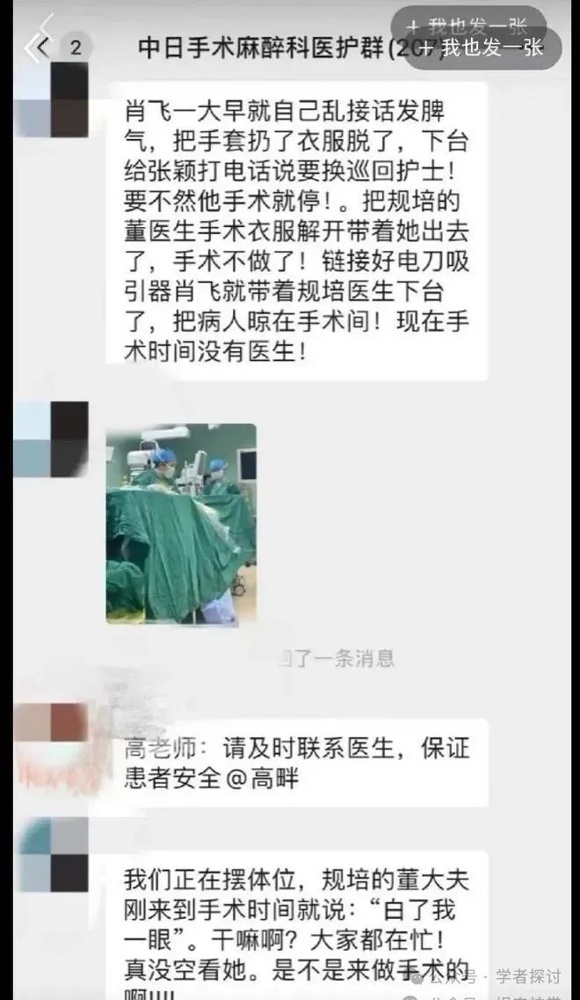 + 我也发一张
2
中日手术麻醉科医护群(207)
+ 我也发一张
肖飞一大早就自己乱接话发脾
气，把手套扔了衣服脱了，下台
给张颖打电话说要换巡回护士！
要不然他手术就停！。把规培的
董医生手术衣服解开带着她出去
了，手术不做了！链接好电刀吸
引器肖飞就带着规培医生下台
了，把病人晾在手术间！现在手
术时间没有医生！
回了一条消息
高老师：请及时联系医生，保证
患者安全@高畔
我们正在摆体位，规培的董大夫
刚来到手术时间就说：“白了我
一眼”。干嘛啊？大家都在忙！
真没空看她。是不是来做手术的
啊!!!!
公众号 · 学者探讨